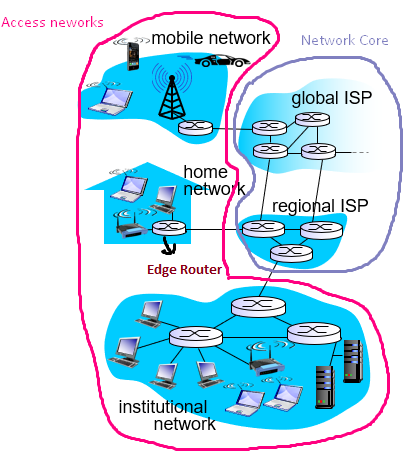 Access neworks
mobile network
Network Core
global ISP
home
network
regional ISP
Edge Router
institutional
network